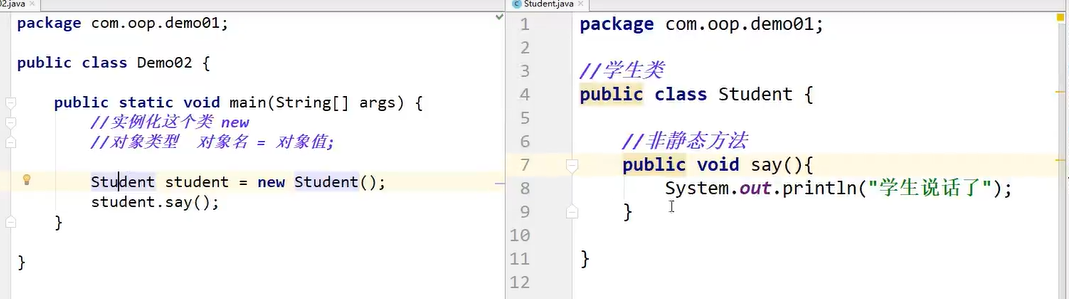 02.java
package com.oop.demo01;
public class Demo02 {
public static void main(String[] args) {
//实例化这个类 new
//对象类型  对象名 = 对象值;
Student student = new Student();
student.say();
}
}
Student.java
1 package com.oop.demo01;
2
3 //学生类
4 public class Student {
5
6 //非静态方法
7 public void say(){
8 System.out.println("学生说话了");
9 }
10
11 }
12